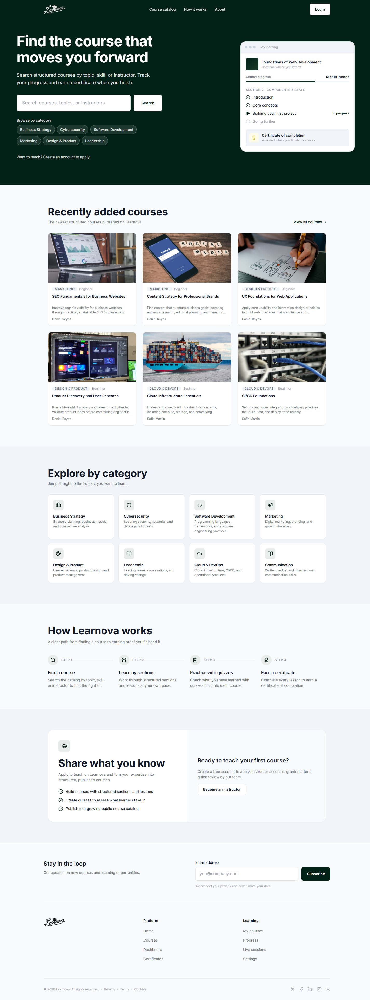 Learnova
Course catalog
How it works
About
Login
Find the course that
moves you forward
Search structured courses by topic, skill, or instructor. Track
your progress and earn a certificate when you finish.
Search courses, topics, or instructors
Search
Browse by category
Business Strategy
Cybersecurity
Software Development
Marketing
Design & Product
Leadership
Want to teach? Create an account to apply.
My learning
Foundations of Web Development
Continue where you left off
Course progress
12 of 18 lessons
SECTION 2 · COMPONENTS & STATE
Introduction
Core concepts
Building your first project
In progress
Going further
Certificate of completion
Awarded when you finish the course
Recently added courses
The newest structured courses published on Learnova.
View all courses →
facebook
SOCIAL
MEDIA
MARKETING
Beginner
SEO Fundamentals for Business Websites
Improve organic visibility for business websites
through practical, sustainable SEO fundamentals.
Daniel Reyes
MARKETING
Beginner
Content Strategy for Professional Brands
Plan content that supports business goals, covering
audience research, editorial planning, and measurin...
Daniel Reyes
DESIGN & PRODUCT
Beginner
UX Foundations for Web Applications
Apply core usability and interaction design principles
to build web interfaces that are intuitive and...
Daniel Reyes
072
073
074
075
089
090
DESIGN & PRODUCT
Beginner
Product Discovery and User Research
Run lightweight discovery and research activities to
validate product ideas before committing engineerin...
Daniel Reyes
CLOUD & DEVOPS
Beginner
Cloud Infrastructure Essentials
Understand core cloud infrastructure concepts,
including compute, storage, and networking...
Sofia Martin
CLOUD & DEVOPS
Beginner
CI/CD Foundations
Set up continuous integration and delivery pipelines
that build, test, and deploy code reliably.
Sofia Martin
Explore by category
Jump straight to the subject you want to learn.
Business Strategy
Strategic planning, business models,
and competitive analysis.
Cybersecurity
Securing systems, networks, and
data against threats.
Software Development
Programming languages,
frameworks, and software
engineering practices.
Marketing
Digital marketing, branding, and
growth strategies.
Design & Product
User experience, product design, and
product management.
Leadership
Leading teams, organizations, and
driving change.
Cloud & DevOps
Cloud infrastructure, CI/CD, and
operational practices.
Communication
Written, verbal, and interpersonal
communication skills.
How Learnova works
A clear path from finding a course to earning proof you finished it.
STEP 1
Find a course
Search the catalog by topic, skill,
or instructor to find the right fit.
STEP 2
Learn by sections
Work through structured sections
and lessons at your own pace.
STEP 3
Practice with quizzes
Check what you have learned with
quizzes built into each course.
STEP 4
Earn a certificate
Complete every lesson to earn a
certificate of completion.
Share what you know
Apply to teach on Learnova and turn your expertise into
structured, published courses.
Build courses with structured sections and lessons
Create quizzes to assess what learners take in
Publish to a growing public course catalog
Ready to teach your first course?
Create a free account to apply. Instructor access is granted after a
quick review by our team.
Become an instructor
Stay in the loop
Get updates on new courses and learning opportunities.
Email address
you@company.com
Subscribe
We respect your privacy and never share your data.
Learnova
Platform
Home
Courses
Dashboard
Certificates
Learning
My courses
Progress
Live sessions
Settings
© 2026 Learnova. All rights reserved. · Privacy · Terms · Cookies